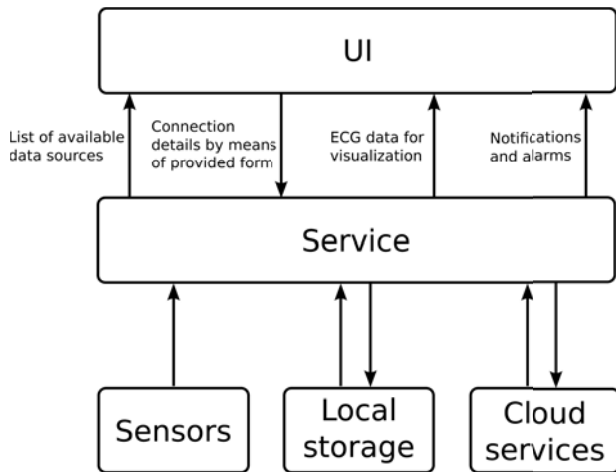 UI
List of available
data sources
Connection
details by means
of provided form
ECG data for
visualization
Notifications
and alarms
Service
Sensors
Local
storage
Cloud
services